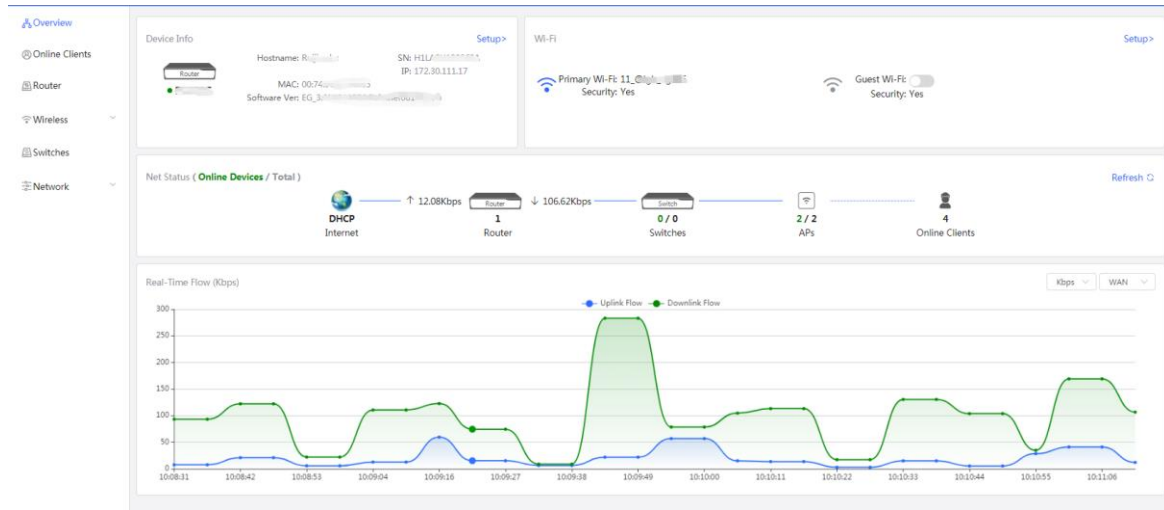 Overview
Online Clients
Router
Wireless
Switches
Network
Device Info
Setup>
Router
Hostname:
SN:
IP: 172.30.111.17
MAC: 00:74
Software Ver: EG_3
Wi-Fi
Setup>
Primary Wi-Fi: 11_
Security: Yes
Guest Wi-Fi:
Security: Yes
Net Status ( Online Devices / Total )
Refresh
↑ 12.08Kbps
Router
↓ 106.62Kbps
Switch
DHCP
1
0 / 0
2 / 2
4
Internet
Router
Switches
APs
Online Clients
Real-Time Flow (Kbps)
Kbps
WAN
Uplink Flow
Downlink Flow
300
250
200
150
100
50
0
10:08:31
10:08:42
10:08:53
10:09:04
10:09:16
10:09:27
10:09:38
10:09:49
10:10:00
10:10:11
10:10:22
10:10:33
10:10:44
10:10:55
10:11:06